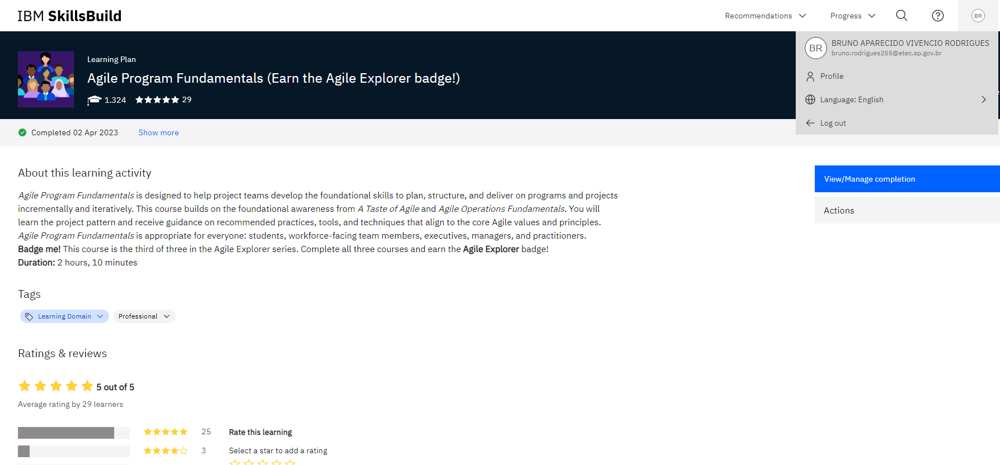 IBM SkillsBuild
Recommendations
Progress
BR
BR
BRUNO APARECIDO VIVENCIO RODRIGUES
bruno.rodrigues255@etec.sp.gov.br
Profile
Language: English
Log out
Learning Plan
Agile Program Fundamentals (Earn the Agile Explorer badge!)
1.324
29
Completed 02 Apr 2023
Show more
About this learning activity
Agile Program Fundamentals is designed to help project teams develop the foundational skills to plan, structure, and deliver on programs and projects
incrementally and iteratively. This course builds on the foundational awareness from A Taste of Agile and Agile Operations Fundamentals. You will
learn the project pattern and receive guidance on recommended practices, tools, and techniques that align to the core Agile values and principles.
Agile Program Fundamentals is appropriate for everyone: students, workforce-facing team members, executives, managers, and practitioners.
Badge me! This course is the third of three in the Agile Explorer series. Complete all three courses and earn the Agile Explorer badge!
Duration: 2 hours, 10 minutes
View/Manage completion
Actions
Tags
Learning Domain
Professional
Ratings & reviews
5 out of 5
Average rating by 29 learners
25
Rate this learning
3
Select a star to add a rating